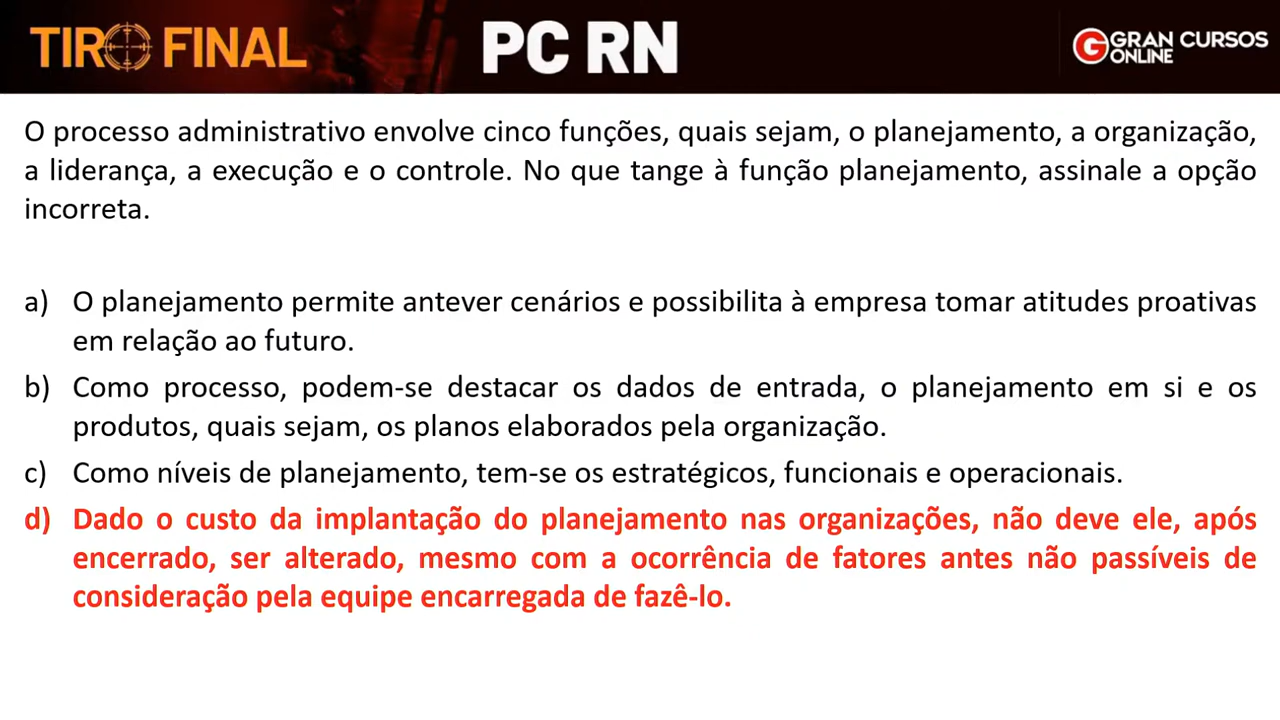 TIRO FINAL
PC RN
GRAN CURSOS
ONLINE
O processo administrativo envolve cinco funções, quais sejam, o planejamento, a organização,
a liderança, a execução e o controle. No que tange à função planejamento, assinale a opção
incorreta.
a) O planejamento permite antever cenários e possibilita à empresa tomar atitudes proativas
em relação ao futuro.
b) Como processo, podem-se destacar os dados de entrada, o planejamento em si e os
produtos, quais sejam, os planos elaborados pela organização.
c) Como níveis de planejamento, tem-se os estratégicos, funcionais e operacionais.
d) Dado o custo da implantação do planejamento nas organizações, não deve ele, após
encerrado, ser alterado, mesmo com a ocorrência de fatores antes não passíveis de
consideração pela equipe encarregada de fazê-lo.